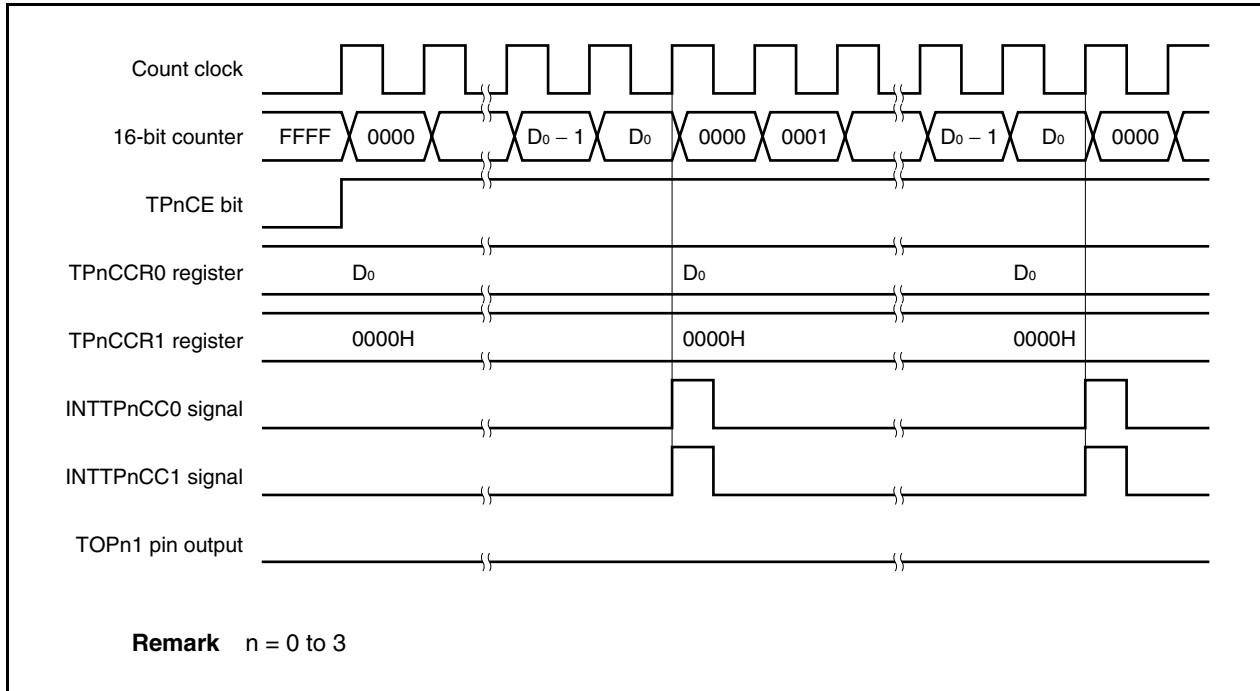 Count clock
16-bit counter FFFF 0000 D₀ − 1 D₀ 0000 0001 D₀ − 1 D₀ 0000
TPnCE bit
TPnCCR0 register D₀ D₀ D₀
TPnCCR1 register 0000H 0000H 0000H
INTTPnCC0 signal
INTTPnCC1 signal
TOPn1 pin output
Remark n = 0 to 3